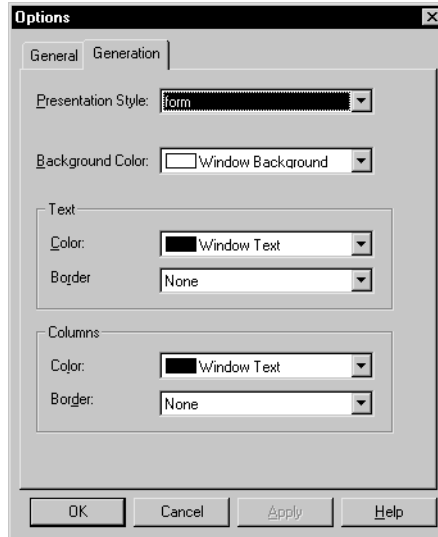 Options
General Generation
Presentation Style: form
Background Color: Window Background
Text
Color: Window Text
Border None
Columns
Color: Window Text
Border: None
OK Cancel Apply Help